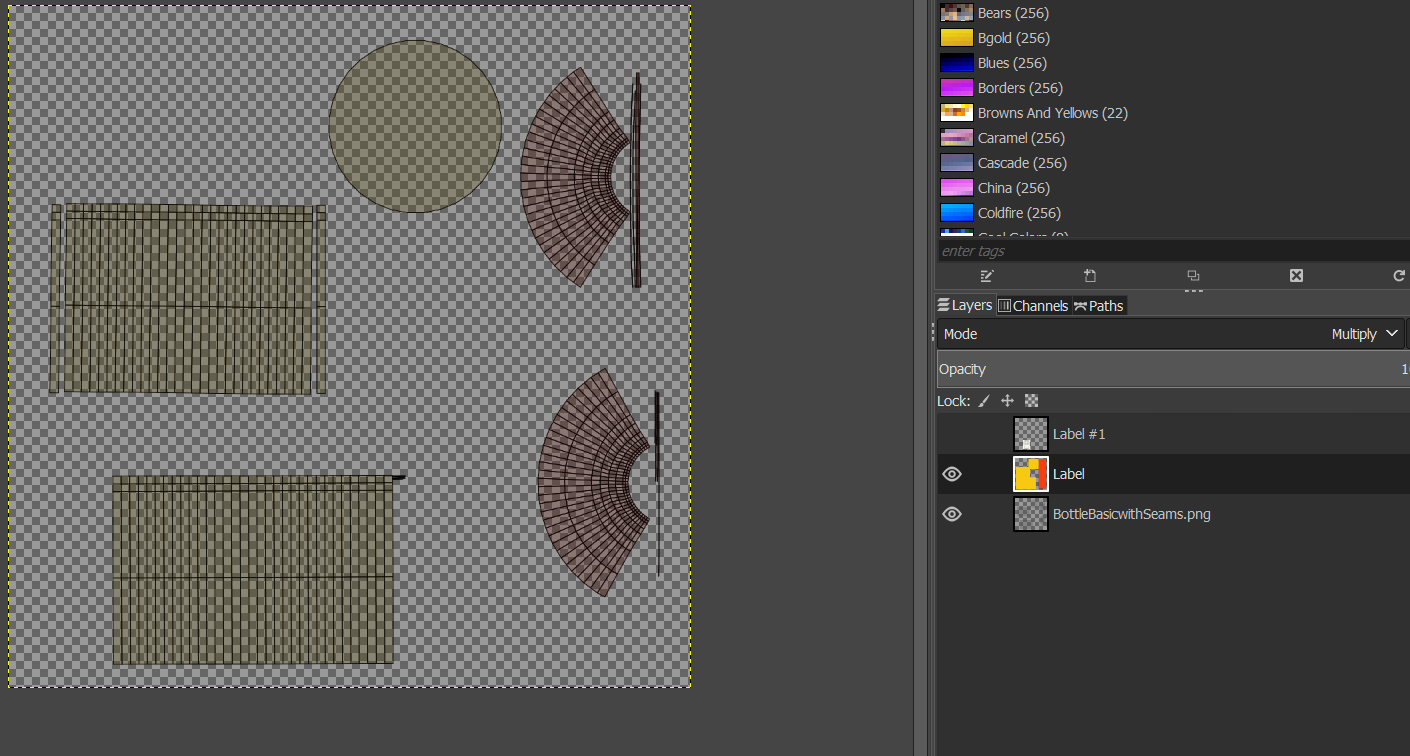 Bears (256)
Bgold (256)
Blues (256)
Borders (256)
Browns And Yellows (22)
Caramel (256)
Cascade (256)
China (256)
Coldfire (256)
enter tags
Layers Channels Paths
Mode Multiply
Opacity
Lock:
Label #1
Label
BottleBasicwithSeams.png